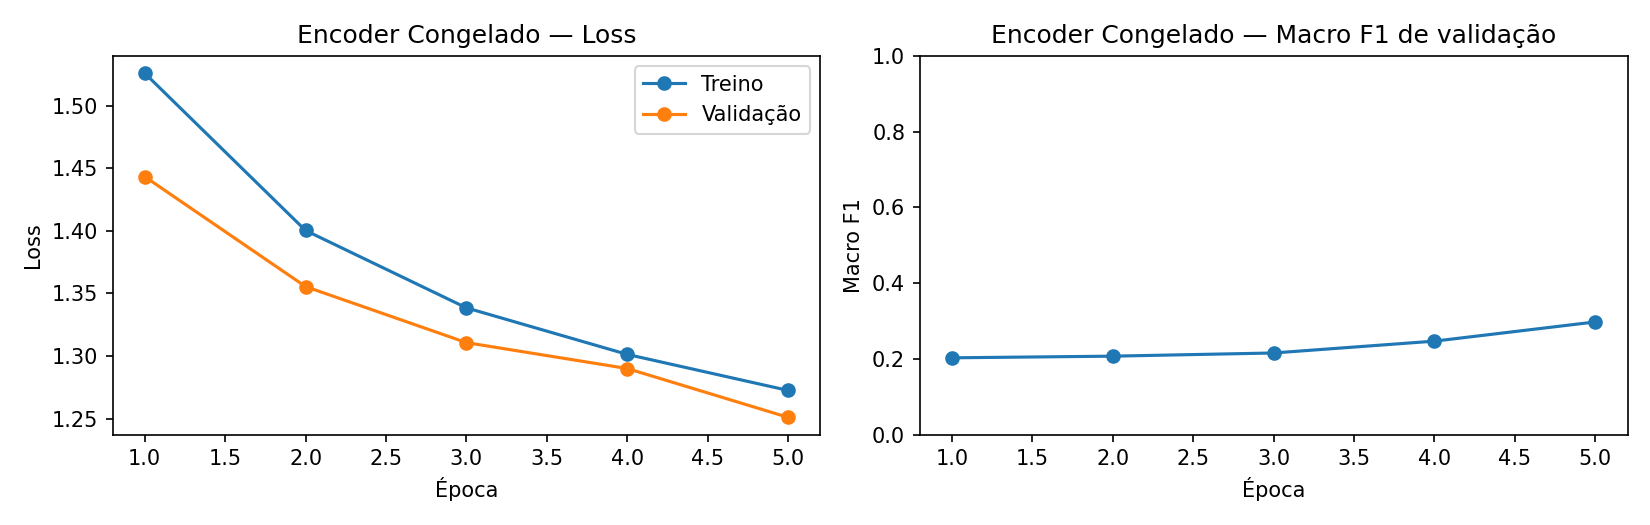 Encoder Congelado — Loss
Treino
Validação
1.50
1.45
1.40
1.35
1.30
1.25
Loss
1.0 1.5 2.0 2.5 3.0 3.5 4.0 4.5 5.0
Época
Encoder Congelado — Macro F1 de validação
1.0
0.8
0.6
0.4
0.2
0.0
Macro F1
1.0 1.5 2.0 2.5 3.0 3.5 4.0 4.5 5.0
Época